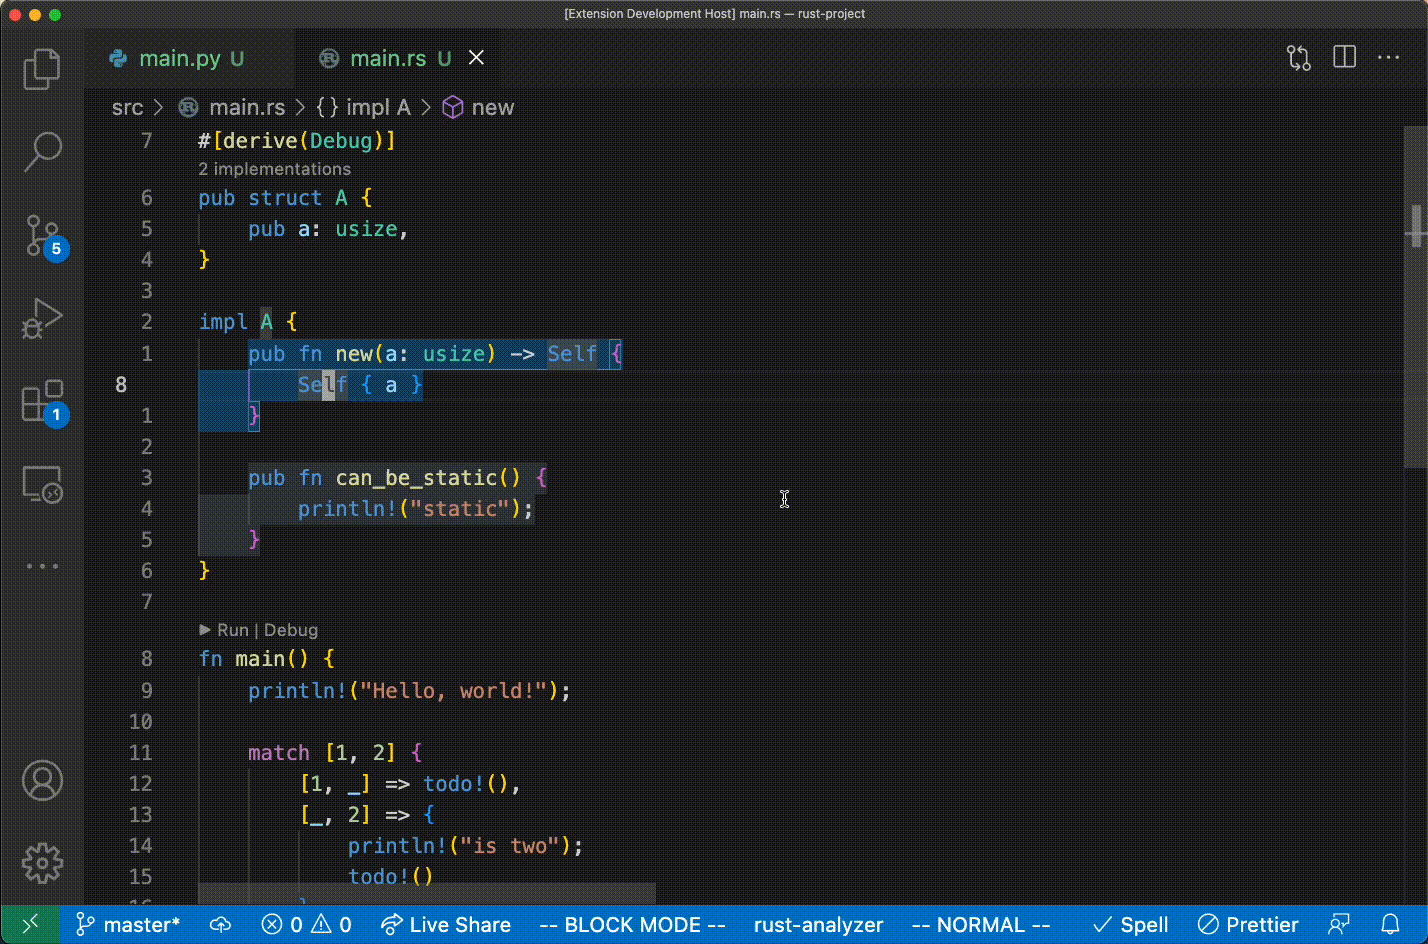 [Extension Development Host] main.rs — rust-project
main.py U main.rs U
src > main.rs > {} impl A > new
7 #[derive(Debug)]
2 implementations
6 pub struct A {
5 pub a: usize,
4 }
3
2 impl A {
1 pub fn new(a: usize) -> Self {
8 Self { a }
1 }
2
3 pub fn can_be_static() {
4 println!("static");
5 }
6 }
7
▶ Run | Debug
8 fn main() {
9 println!("Hello, world!");
10
11 match [1, 2] {
12 [1, _] => todo!(),
13 [_, 2] => {
14 println!("is two");
15 todo!()
5
1
master* 0 0 Live Share -- BLOCK MODE -- rust-analyzer -- NORMAL -- Spell Prettier